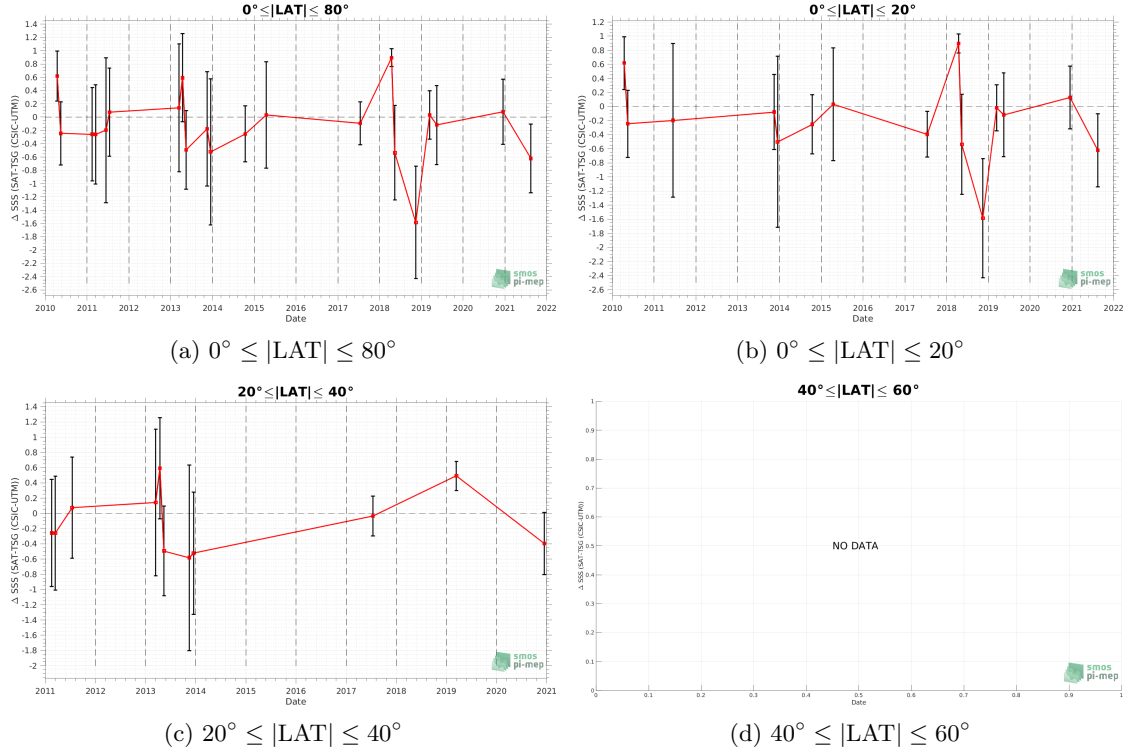 0°≤|LAT|≤ 80°
Δ SSS (SAT-TSG (CSIC-UTM))
1.4
1.2
1
0.8
0.6
0.4
0.2
0
-0.2
-0.4
-0.6
-0.8
-1
-1.2
-1.4
-1.6
-1.8
-2
-2.2
-2.4
-2.6
2010 2011 2012 2013 2014 2015 2016 2017 2018 2019 2020 2021 2022
Date
smos
pi-mep
(a) 0° ≤ |LAT| ≤ 80°
0°≤|LAT|≤ 20°
Δ SSS (SAT-TSG (CSIC-UTM))
1.2
1
0.8
0.6
0.4
0.2
0
-0.2
-0.4
-0.6
-0.8
-1
-1.2
-1.4
-1.6
-1.8
-2
-2.2
-2.4
-2.6
2010 2011 2012 2013 2014 2015 2016 2017 2018 2019 2020 2021 2022
Date
smos
pi-mep
(b) 0° ≤ |LAT| ≤ 20°
20°≤|LAT|≤ 40°
Δ SSS (SAT-TSG (CSIC-UTM))
1.4
1.2
1
0.8
0.6
0.4
0.2
0
-0.2
-0.4
-0.6
-0.8
-1
-1.2
-1.4
-1.6
-1.8
-2
2011 2012 2013 2014 2015 2016 2017 2018 2019 2020 2021
Date
smos
pi-mep
(c) 20° ≤ |LAT| ≤ 40°
40°≤|LAT|≤ 60°
Δ SSS (SAT-TSG (CSIC-UTM))
1
0.9
0.8
0.7
0.6
0.5
0.4
0.3
0.2
0.1
0
NO DATA
0 0.1 0.2 0.3 0.4 0.5 0.6 0.7 0.8 0.9 1
Date
smos
pi-mep
(d) 40° ≤ |LAT| ≤ 60°